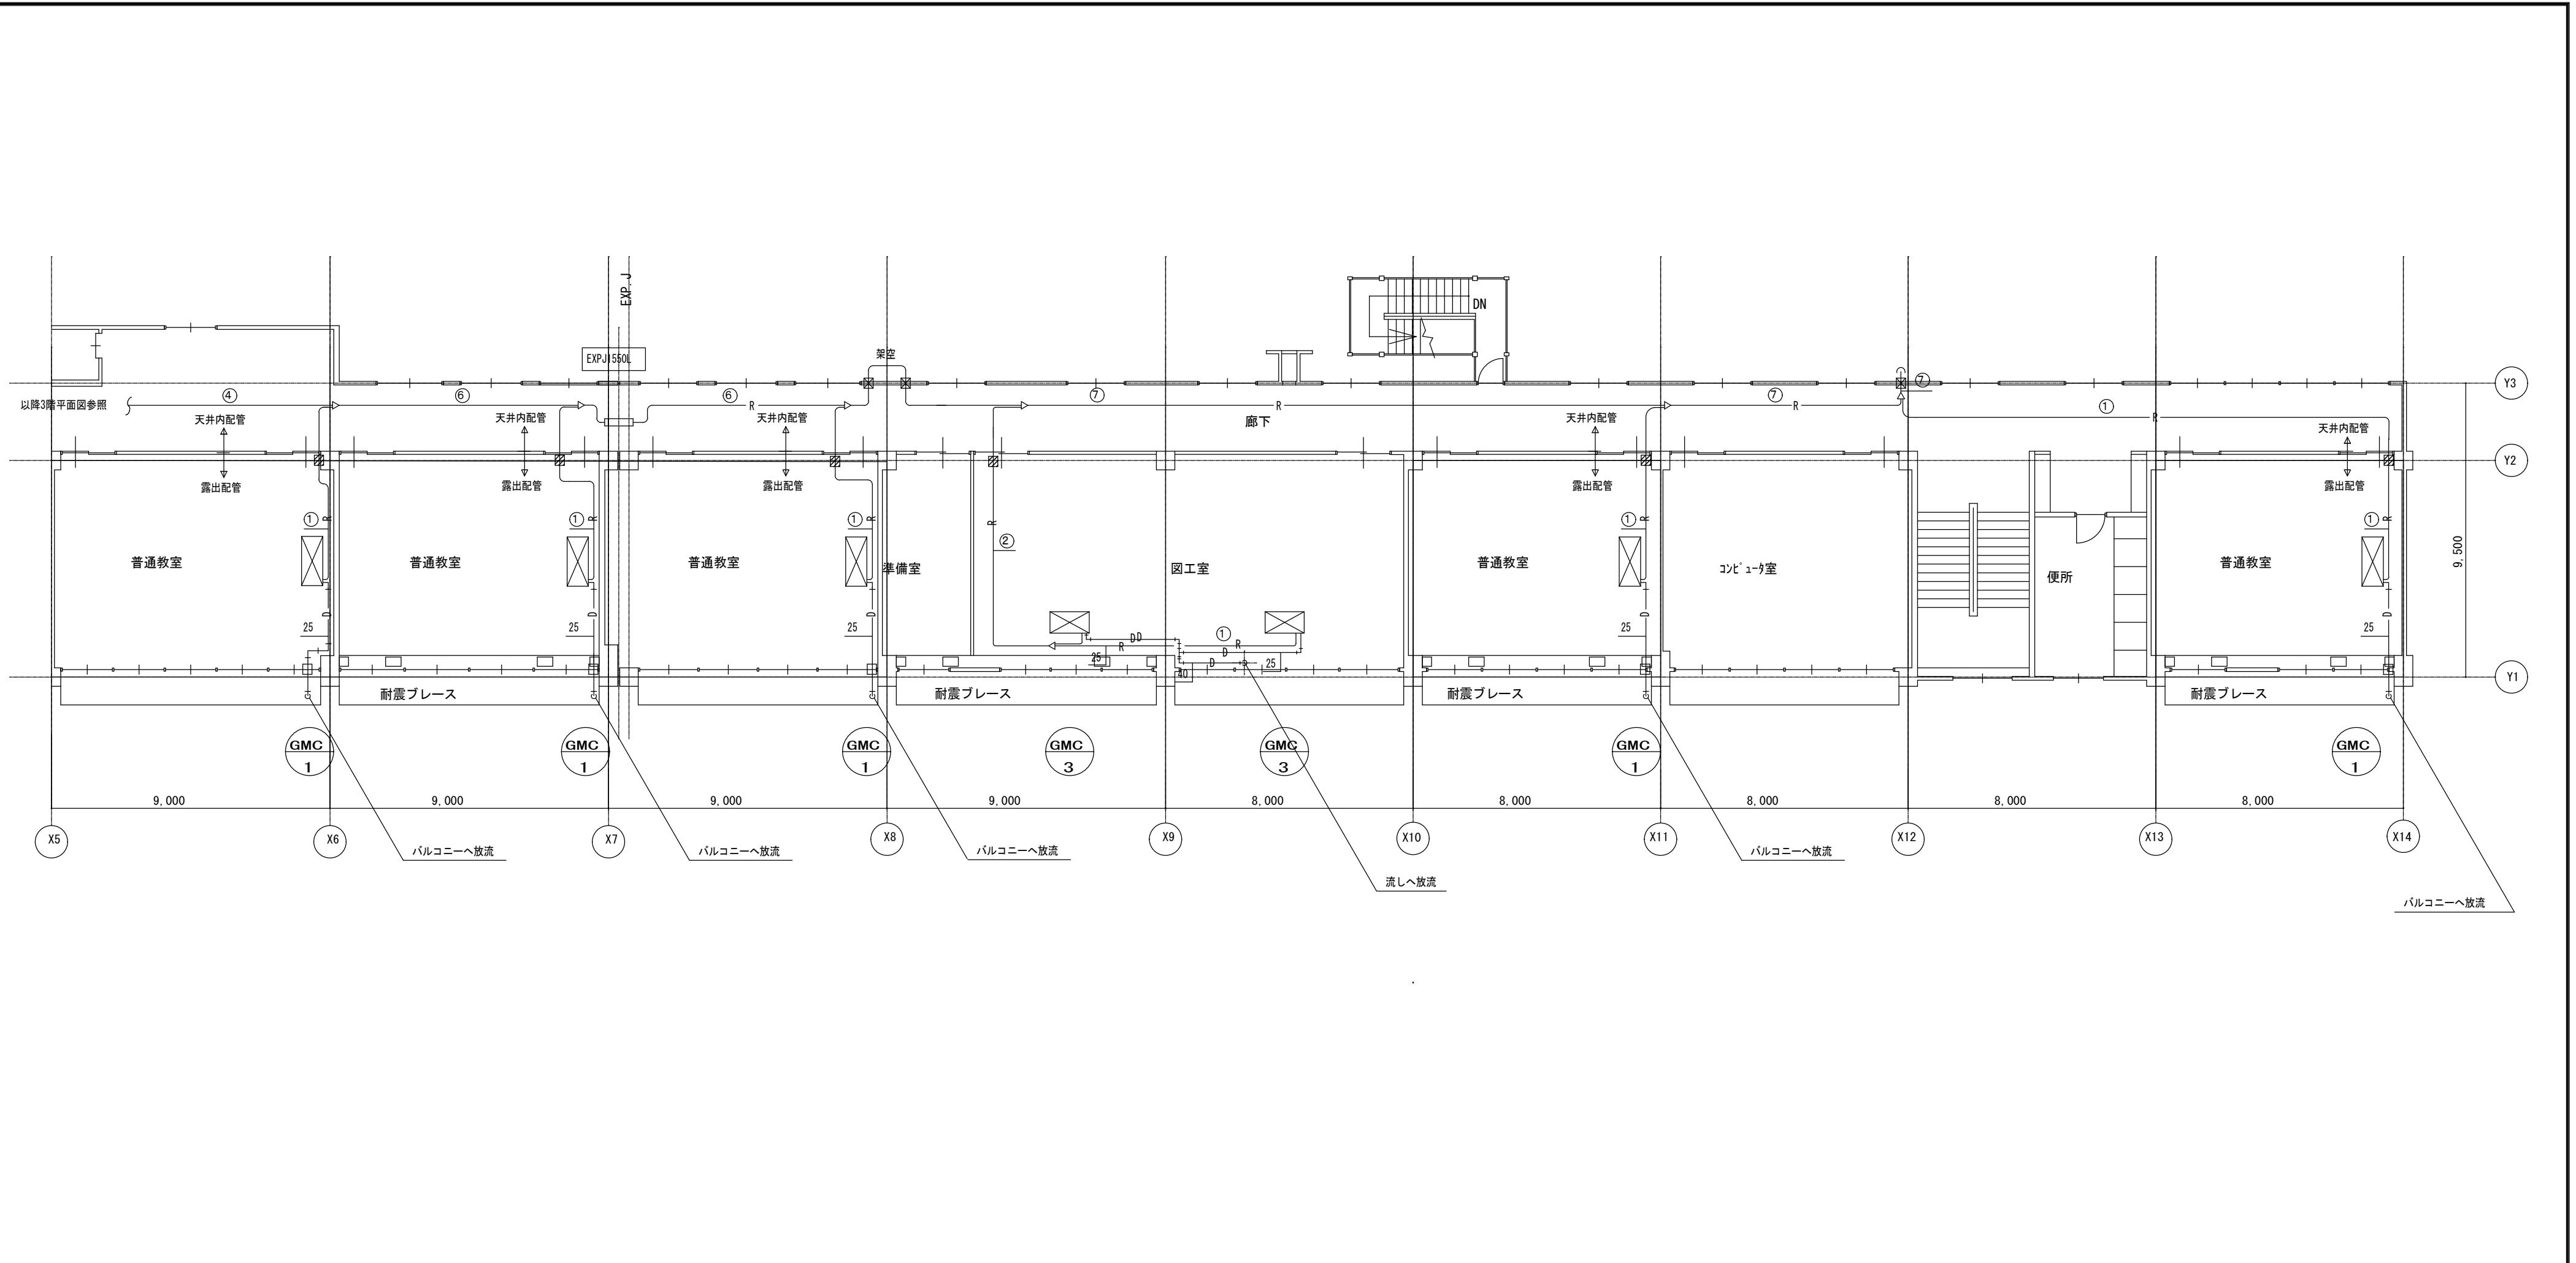 EXP.J
DN
EXPJ1550L
架空
Y3
以降3階平面図参照
④
⑥
⑥
R
⑦
R
⑦
R
⑦
①
R
天井内配管
天井内配管
天井内配管
廊下
天井内配管
天井内配管
Y2
露出配管
露出配管
露出配管
露出配管
露出配管
① R
① R
① R
R
②
① R
① R
9,500
普通教室
普通教室
普通教室
準備室
図工室
普通教室
コンピュータ室
便所
普通教室
D
25
D
25
D
25
D D
R
25
① R
D
D
25
40
D
25
D
25
Y1
耐震ブレース
耐震ブレース
耐震ブレース
耐震ブレース
GMC
1
GMC
1
GMC
1
GMC
3
GMC
3
GMC
1
GMC
1
9,000
9,000
9,000
9,000
8,000
8,000
8,000
8,000
8,000
X5
X6
X7
X8
X9
X10
X11
X12
X13
X14
バルコニーへ放流
バルコニーへ放流
バルコニーへ放流
バルコニーへ放流
流しへ放流
バルコニーへ放流